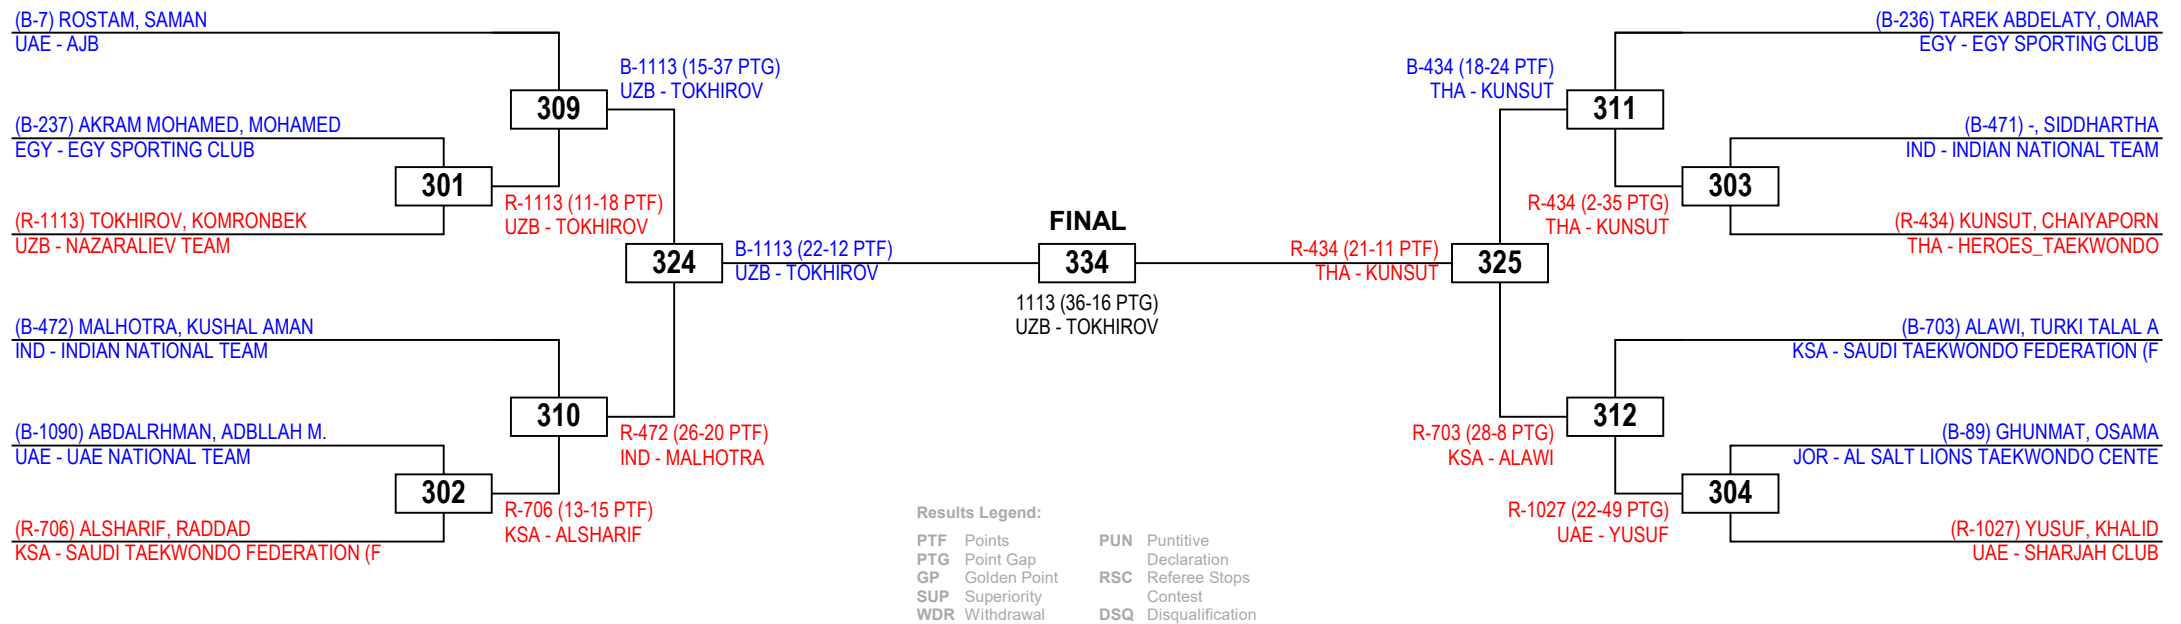 (B-7) ROSTAM, SAMAN
UAE - AJB
B-1113 (15-37 PTG)
UZB - TOKHIROV
309
(B-237) AKRAM MOHAMED, MOHAMED
EGY - EGY SPORTING CLUB
301
R-1113 (11-18 PTF)
UZB - TOKHIROV
(R-1113) TOKHIROV, KOMRONBEK
UZB - NAZARALIEV TEAM
324
B-1113 (22-12 PTF)
UZB - TOKHIROV
(B-472) MALHOTRA, KUSHAL AMAN
IND - INDIAN NATIONAL TEAM
310
R-472 (26-20 PTF)
IND - MALHOTRA
(B-1090) ABDALRHMAN, ADBLLAH M.
UAE - UAE NATIONAL TEAM
302
R-706 (13-15 PTF)
KSA - ALSHARIF
(R-706) ALSHARIF, RADDAD
KSA - SAUDI TAEKWONDO FEDERATION (F
FINAL
334
1113 (36-16 PTG)
UZB - TOKHIROV
(B-236) TAREK ABDELATY, OMAR
EGY - EGY SPORTING CLUB
B-434 (18-24 PTF)
THA - KUNSUT
311
(B-471) -, SIDDHARTHA
IND - INDIAN NATIONAL TEAM
303
R-434 (2-35 PTG)
THA - KUNSUT
(R-434) KUNSUT, CHAIYAPORN
THA - HEROES_TAEKWONDO
R-434 (21-11 PTF)
THA - KUNSUT
325
(B-703) ALAWI, TURKI TALAL A
KSA - SAUDI TAEKWONDO FEDERATION (F
312
R-703 (28-8 PTG)
KSA - ALAWI
(B-89) GHUNMAT, OSAMA
JOR - AL SALT LIONS TAEKWONDO CENTE
304
R-1027 (22-49 PTG)
UAE - YUSUF
(R-1027) YUSUF, KHALID
UAE - SHARJAH CLUB
Results Legend:
PTF Points
PTG Point Gap
GP Golden Point
SUP Superiority
WDR Withdrawal
PUN Puntitive
Declaration
RSC Referee Stops
Contest
DSQ Disqualification